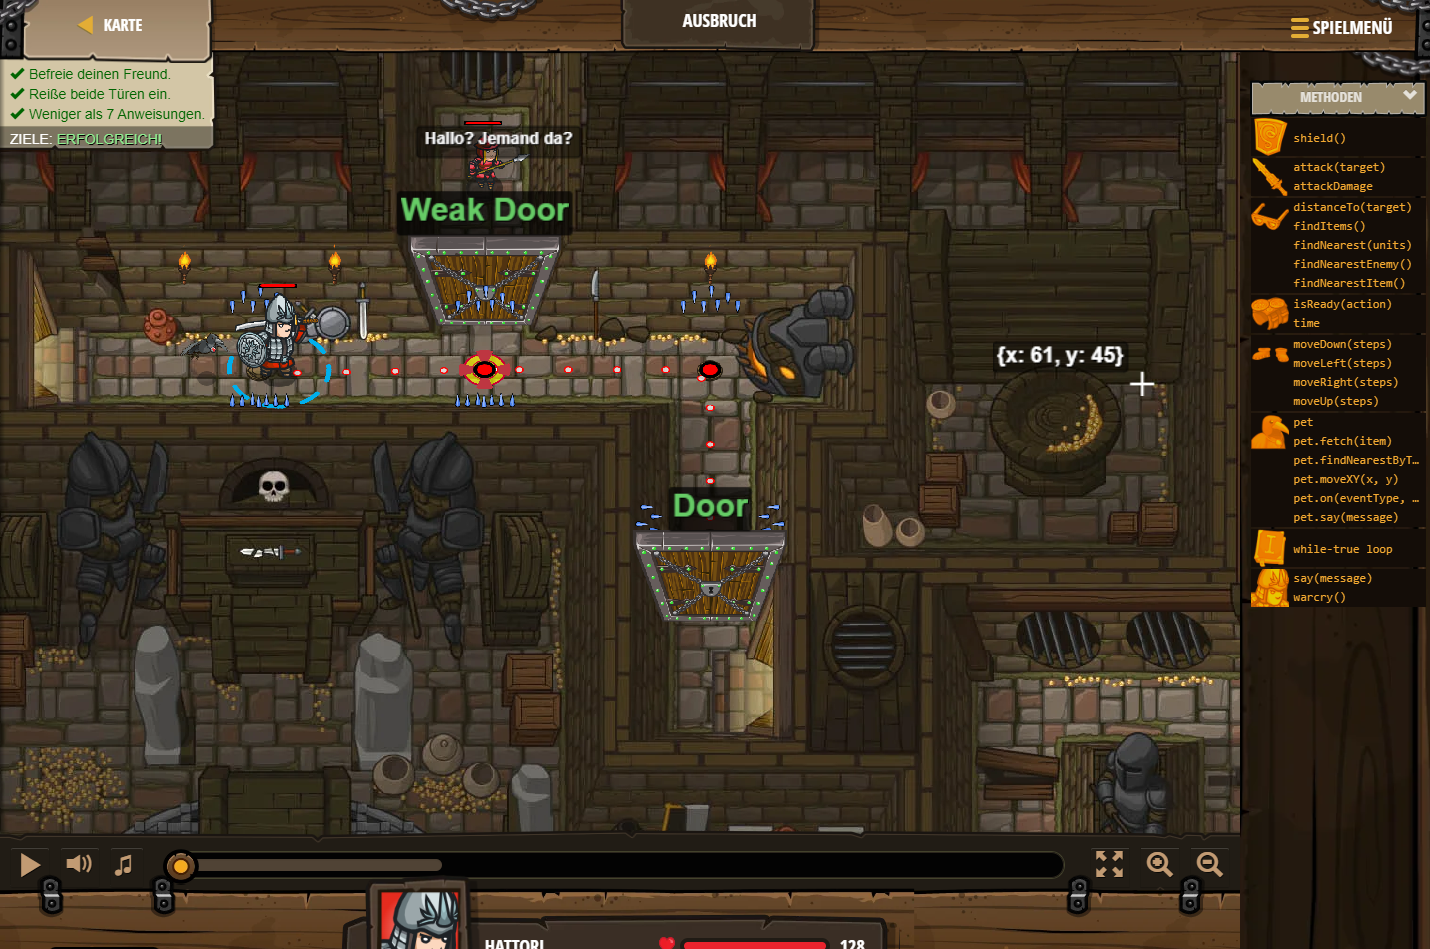 KARTE
AUSBRUCH
SPIELMENÜ
Befreie deinen Freund.
Reiße beide Türen ein.
Weniger als 7 Anweisungen.
ZIELE: ERFOLGREICH!
Hallo? Jemand da?
Weak Door
{x: 61, y: 45}
Door
METHODEN
shield()
attack(target)
attackDamage
distanceTo(target)
findItems()
findNearest(units)
findNearestEnemy()
findNearestItem()
isReady(action)
time
moveDown(steps)
moveLeft(steps)
moveRight(steps)
moveUp(steps)
pet
pet.fetch(item)
pet.findNearestByT…
pet.moveXY(x, y)
pet.on(eventType, …
pet.say(message)
while-true loop
say(message)
warcry()
HATTORI
128